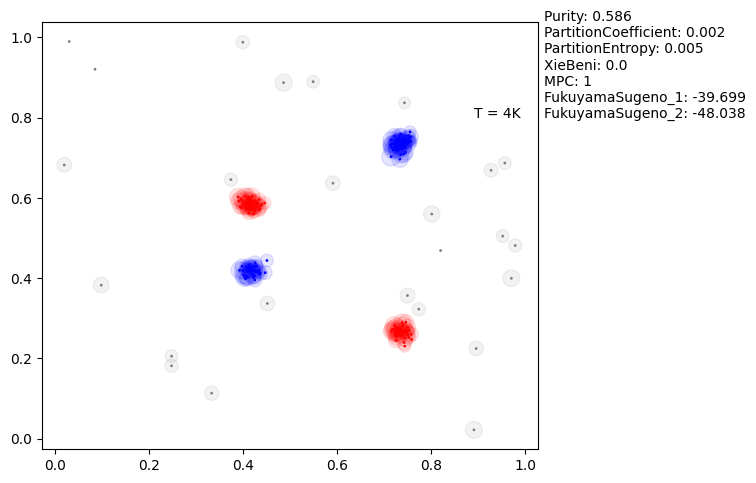 Purity: 0.586
PartitionCoefficient: 0.002
PartitionEntropy: 0.005
XieBeni: 0.0
MPC: 1
FukuyamaSugeno_1: -39.699
FukuyamaSugeno_2: -48.038
T = 4K
1.0
0.8
0.6
0.4
0.2
0.0
0.0 0.2 0.4 0.6 0.8 1.0